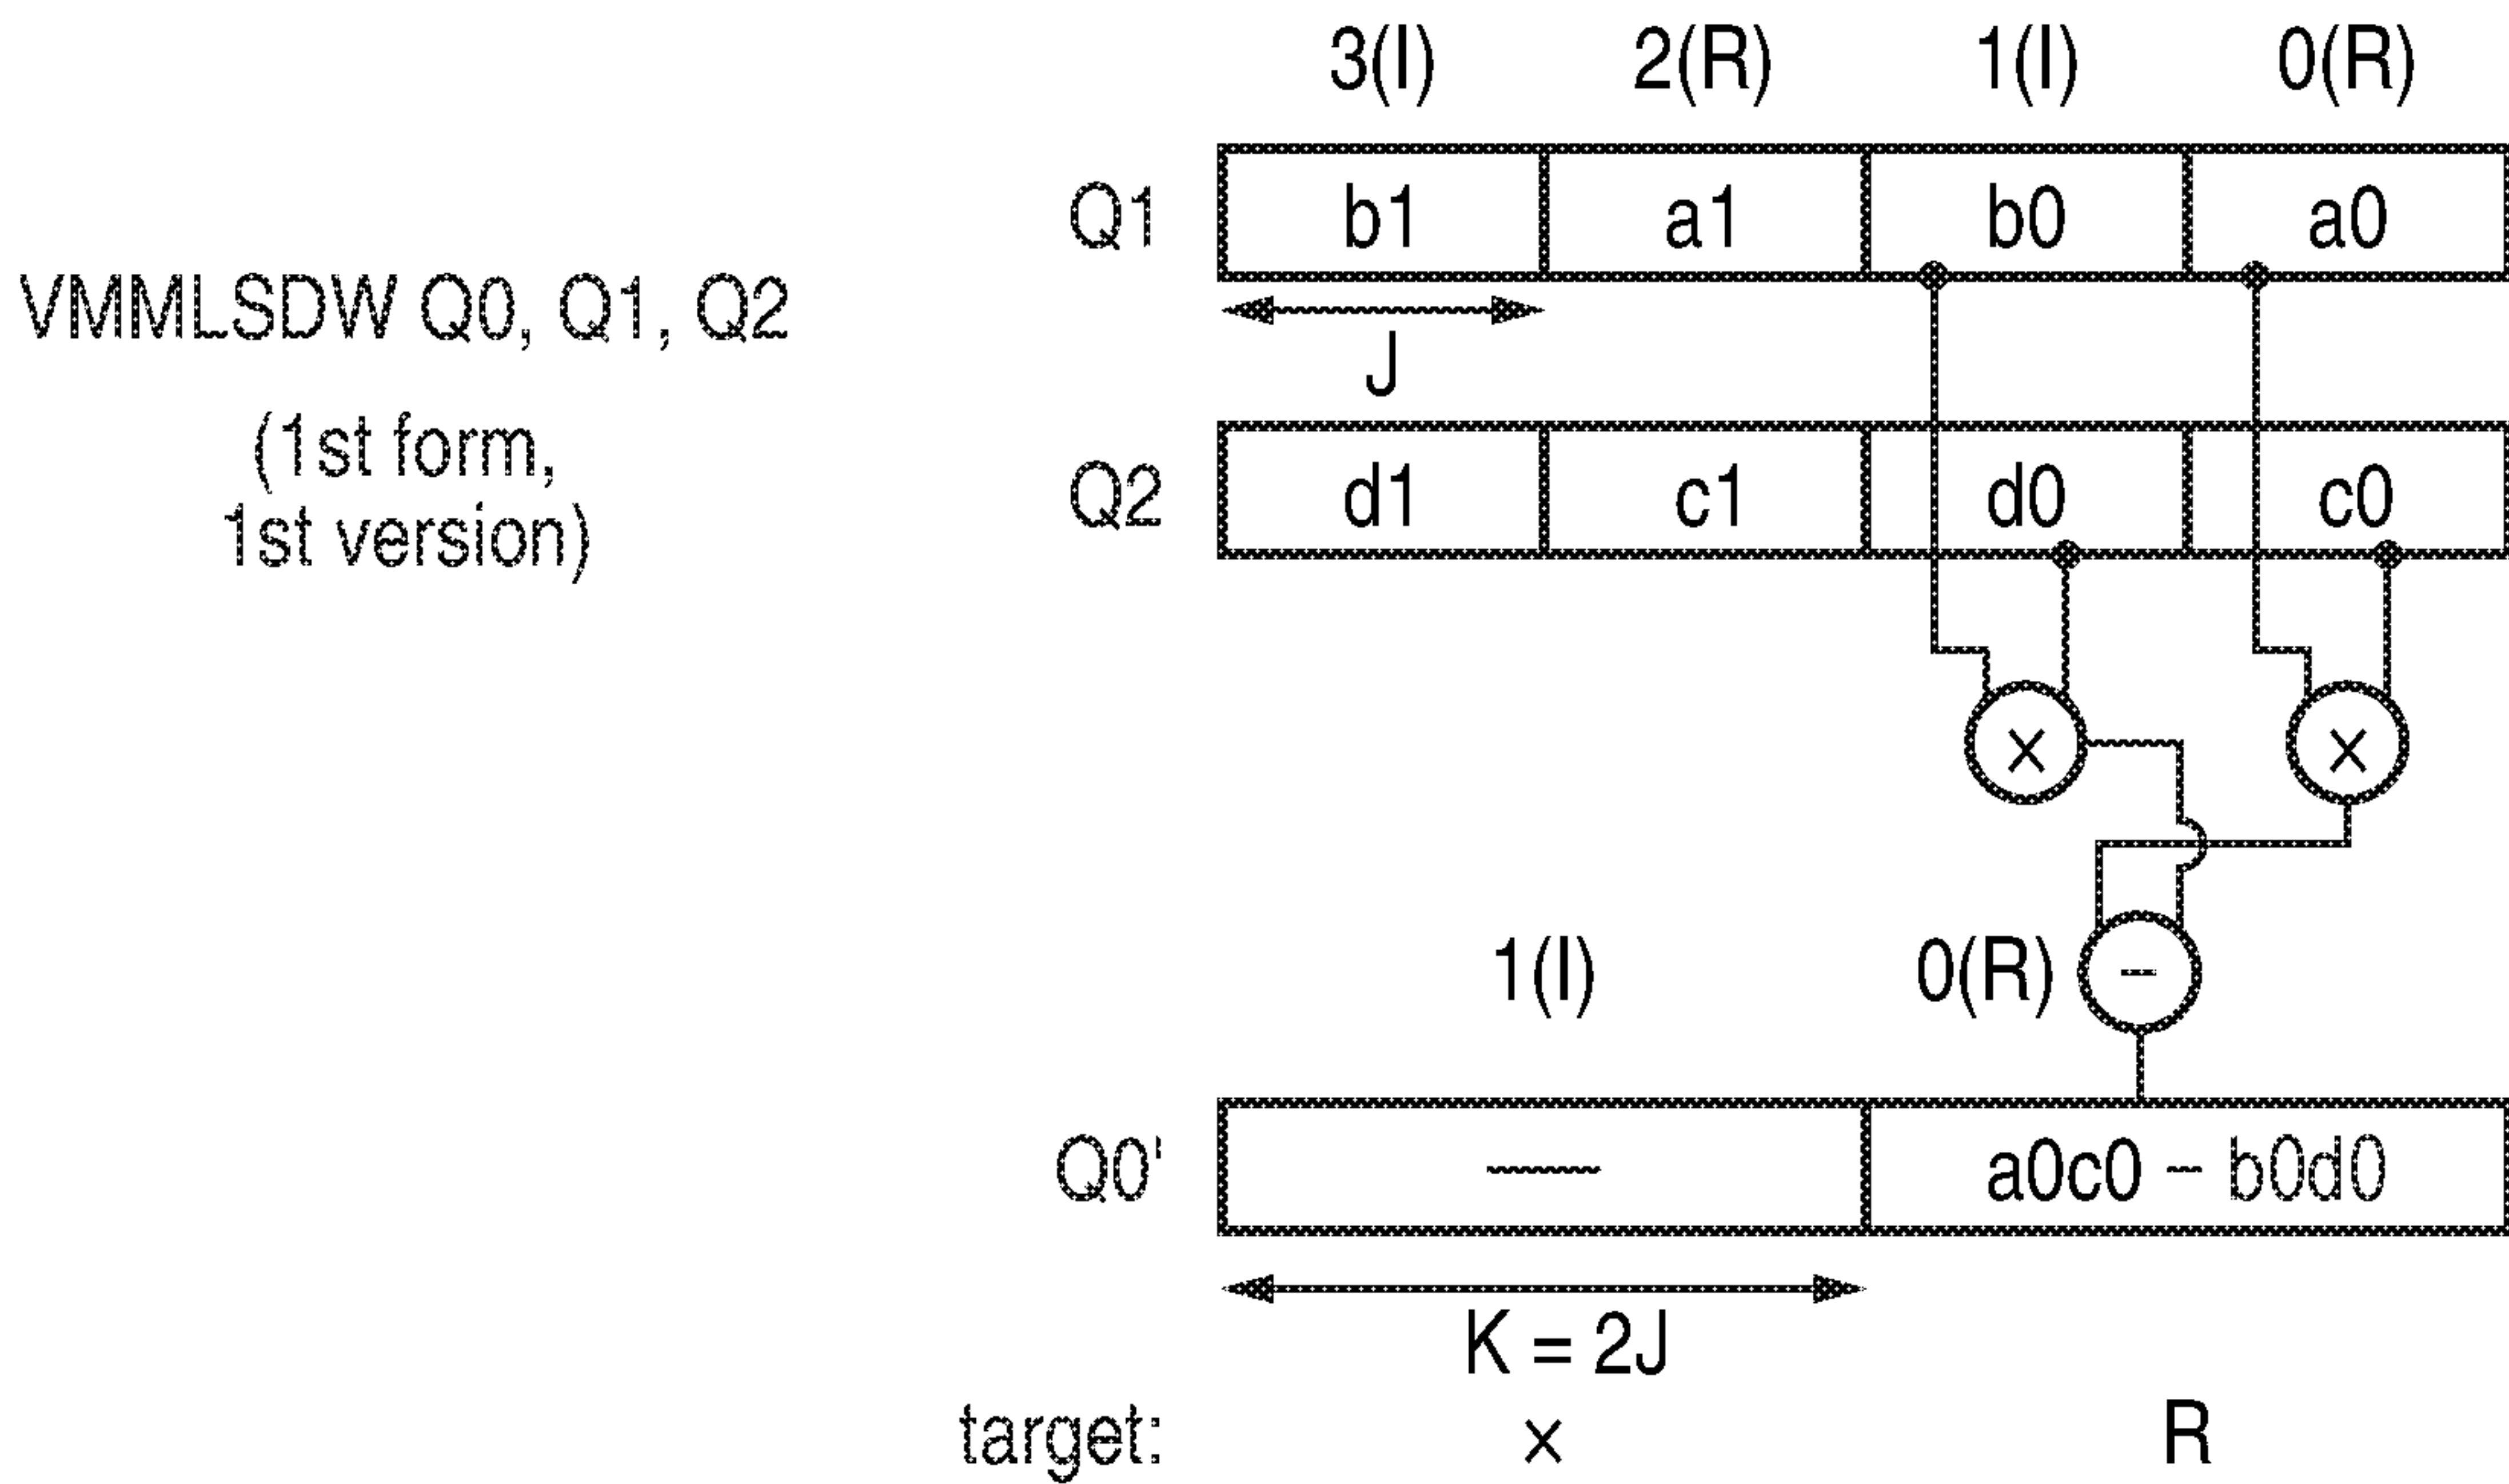 3(I) 2(R) 1(I) 0(R)
Q1 b1 a1 b0 a0
VMMLSDW Q0, Q1, Q2
J
(1st form,
1st version)
Q2 d1 c1 d0 c0
× ×
1(I) 0(R) –
Q0' — a0c0 – b0d0
K = 2J
target: × R